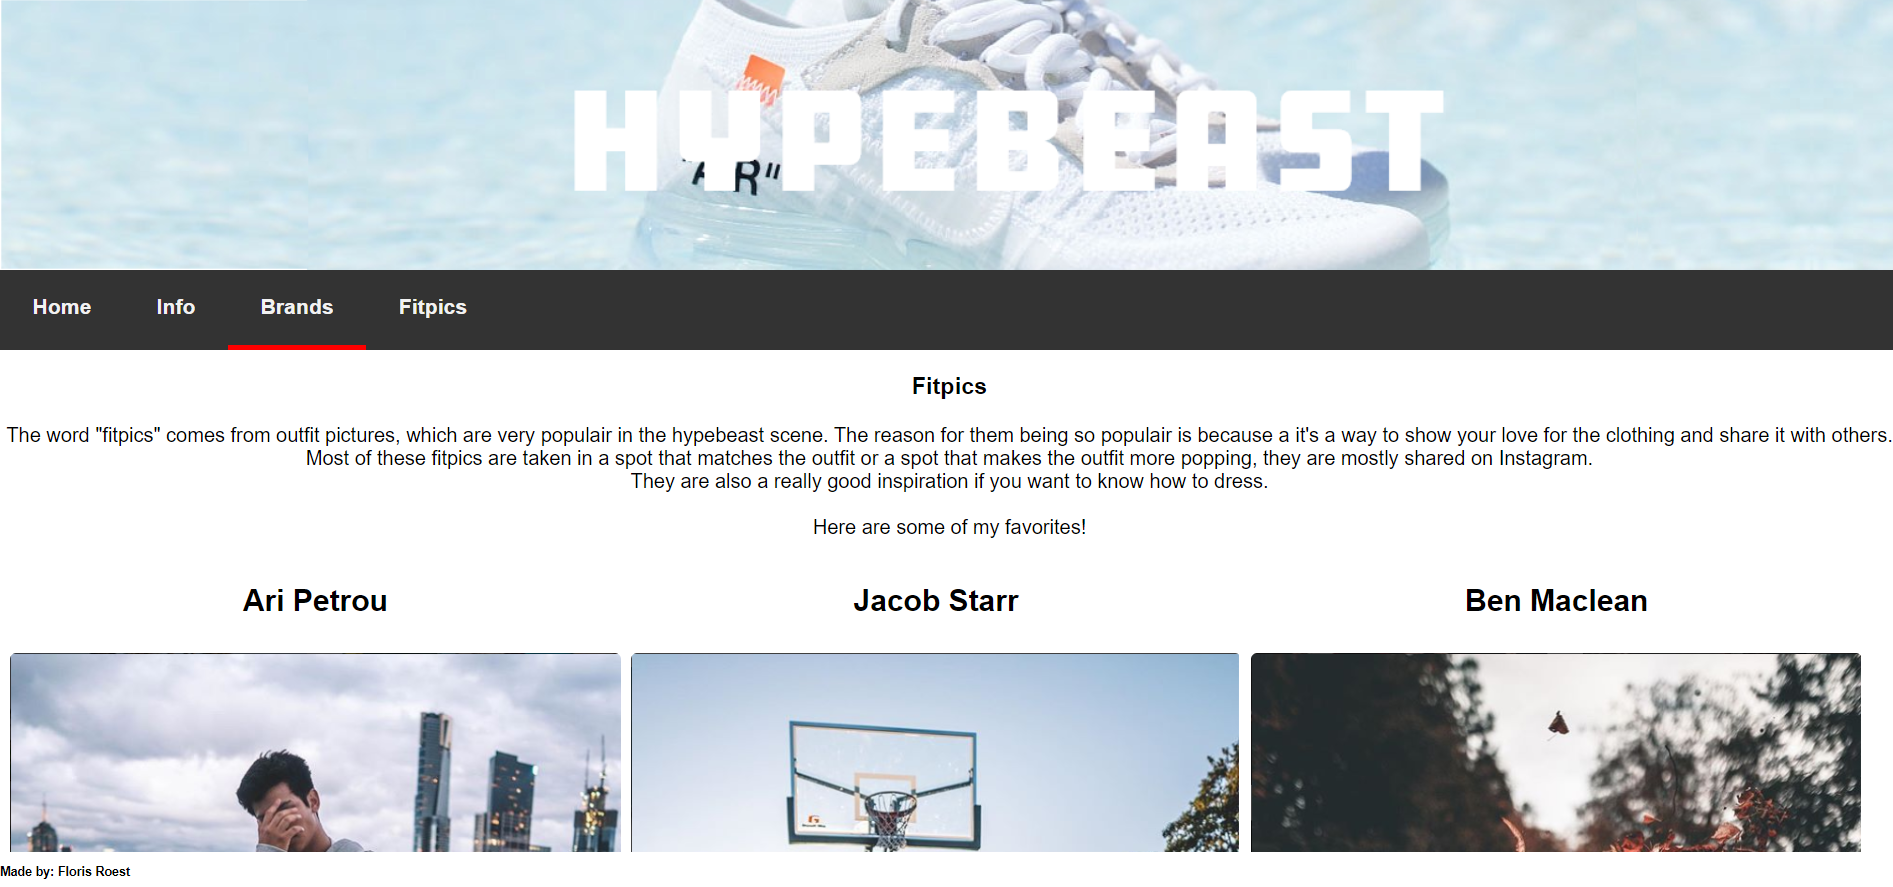 HYPEBEAST
"AIR"
Home Info Brands Fitpics
Fitpics
The word "fitpics" comes from outfit pictures, which are very populair in the hypebeast scene. The reason for them being so populair is because a it's a way to show your love for the clothing and share it with others.
Most of these fitpics are taken in a spot that matches the outfit or a spot that makes the outfit more popping, they are mostly shared on Instagram.
They are also a really good inspiration if you want to know how to dress.
Here are some of my favorites!
Ari Petrou Jacob Starr Ben Maclean
Made by: Floris Roest